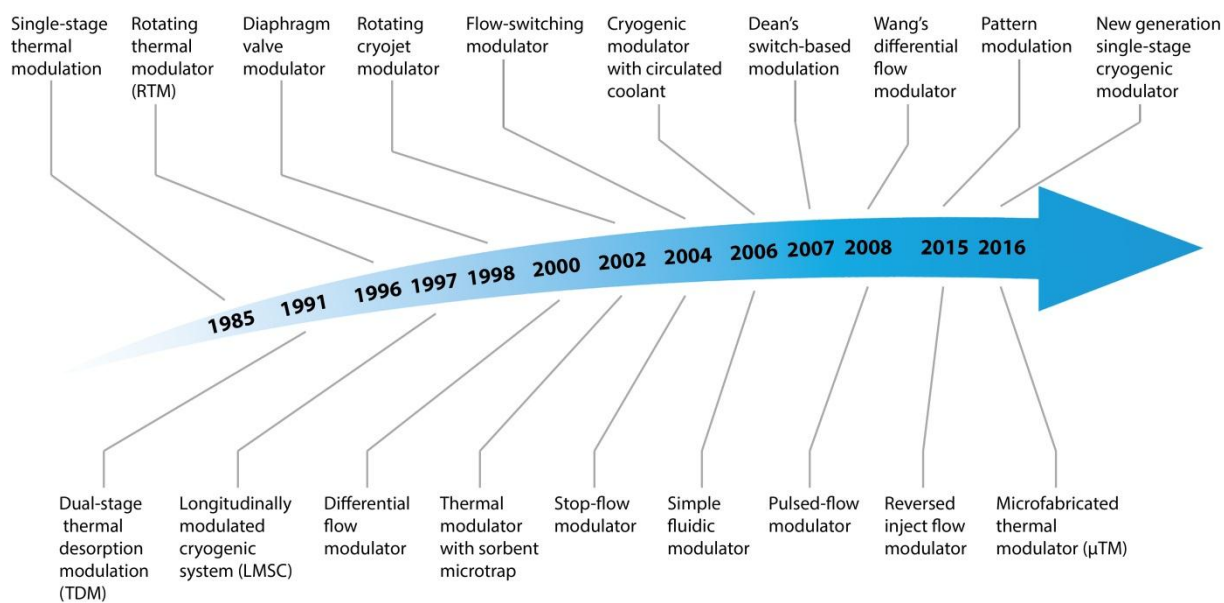 Single-stage
thermal
modulation
Rotating
thermal
modulator
(RTM)
Diaphragm
valve
modulator
Rotating
cryojet
modulator
Flow-switching
modulator
Cryogenic
modulator
with circulated
coolant
Dean's
switch-based
modulation
Wang's
differential
flow
modulator
Pattern
modulation
New generation
single-stage
cryogenic
modulator
1985
1991
1996
1997
1998
2000
2002
2004
2006
2007
2008
2015
2016
Dual-stage
thermal
desorption
modulation
(TDM)
Longitudinally
modulated
cryogenic
system (LMSC)
Differential
flow
modulator
Thermal
modulator
with sorbent
microtrap
Stop-flow
modulator
Simple
fluidic
modulator
Pulsed-flow
modulator
Reversed
inject flow
modulator
Microfabricated
thermal
modulator (μTM)